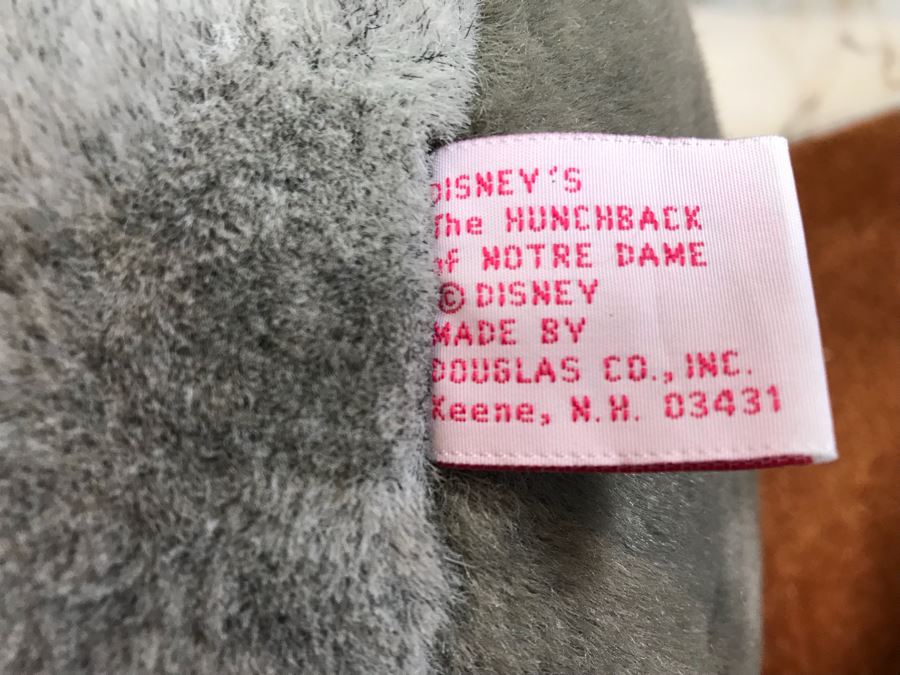 DISNEY'S
The HUNCHBACK
of NOTRE DAME
© DISNEY
MADE BY
DOUGLAS CO., INC.
Keene, N.H. 03431